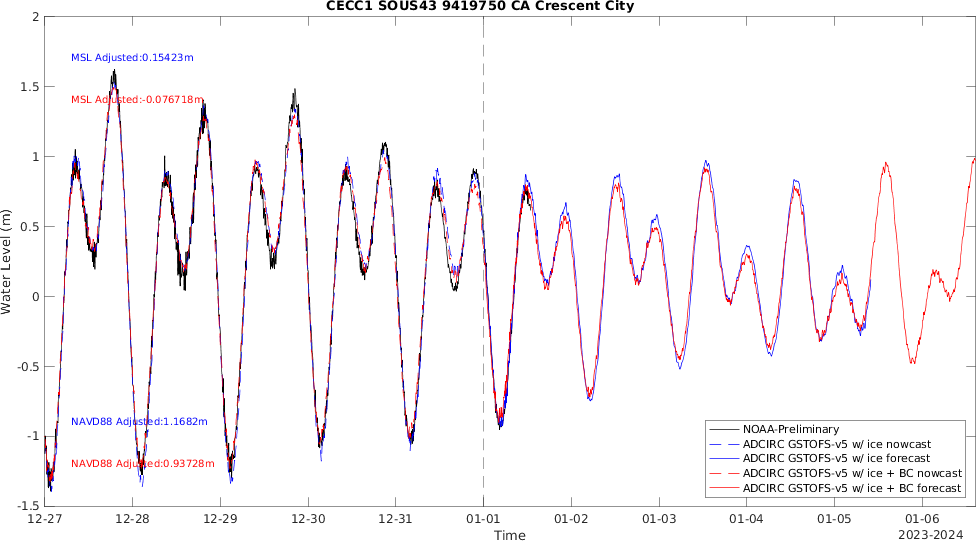 CECC1 SOUS43 9419750 CA Crescent City
2
1.5
1
0.5
0
-0.5
-1
-1.5
Water Level (m)
MSL Adjusted:0.15423m
MSL Adjusted:-0.076718m
NAVD88 Adjusted:1.1682m
NAVD88 Adjusted:0.93728m
NOAA-Preliminary
ADCIRC GSTOFS-v5 w/ ice nowcast
ADCIRC GSTOFS-v5 w/ ice forecast
ADCIRC GSTOFS-v5 w/ ice + BC nowcast
ADCIRC GSTOFS-v5 w/ ice + BC forecast
12-27 12-28 12-29 12-30 12-31 01-01 01-02 01-03 01-04 01-05 01-06
Time
2023-2024